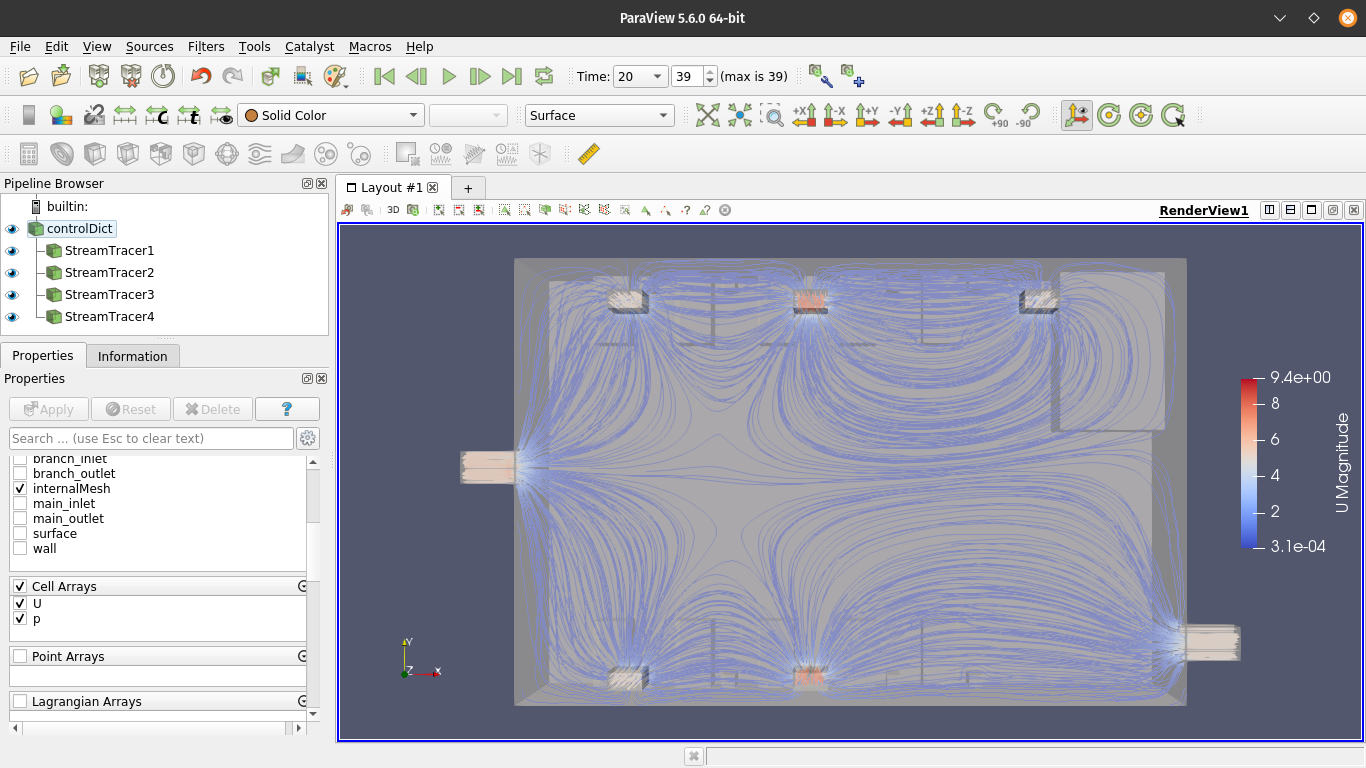 ParaView 5.6.0 64-bit
File Edit View Sources Filters Tools Catalyst Macros Help
Time: 20 39 (max is 39)
+X -X +Y -Y +Z -Z +90 -90
Solid Color Surface
Pipeline Browser
builtin:
controlDict
StreamTracer1
StreamTracer2
StreamTracer3
StreamTracer4
Properties Information
Properties
Apply Reset Delete ?
Search ... (use Esc to clear text)
branch_inlet
branch_outlet
internalMesh
main_inlet
main_outlet
surface
wall
Cell Arrays
U
p
Point Arrays
Lagrangian Arrays
Layout #1 +
3D RenderView1
9.4e+00
8
6
4
2
3.1e-04
U Magnitude
Y
Z X